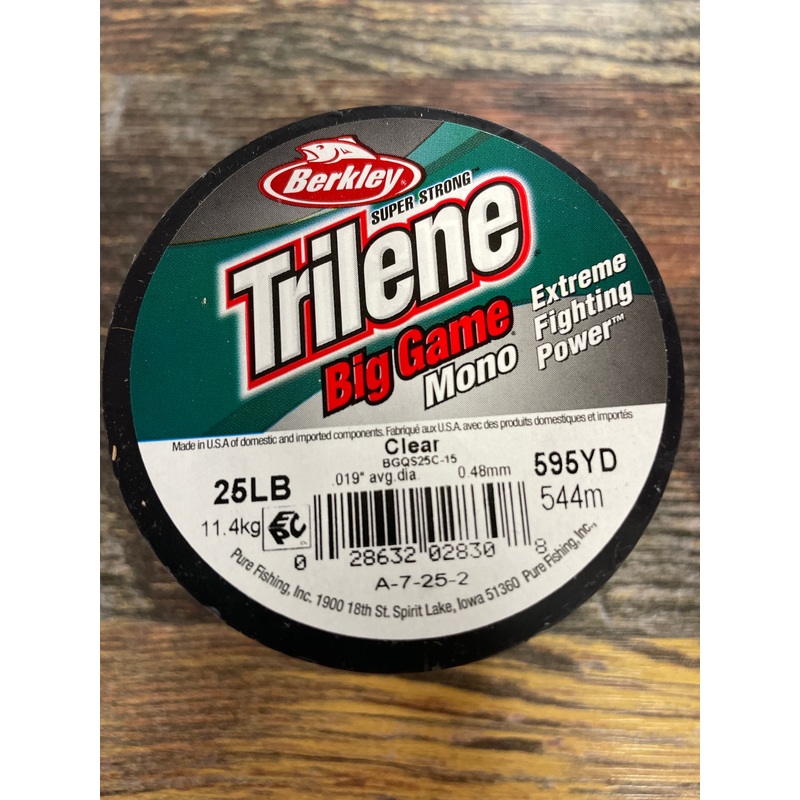 Berkley®
SUPER STRONG™
Trilene®
Big Game®
Mono
Extreme
Fighting
Power™
Made in U.S.A of domestic and imported components. Fabriqué aux U.S.A. avec des produits domestiques et importés
Clear
BGQS25C-15
.019" avg.dia 0.48mm
25LB 595YD
11.4kg 544m
0 28632 02830 8
A-7-25-2
Pure Fishing, Inc. 1900 18th St. Spirit Lake, Iowa 51360 Pure Fishing, Inc.,